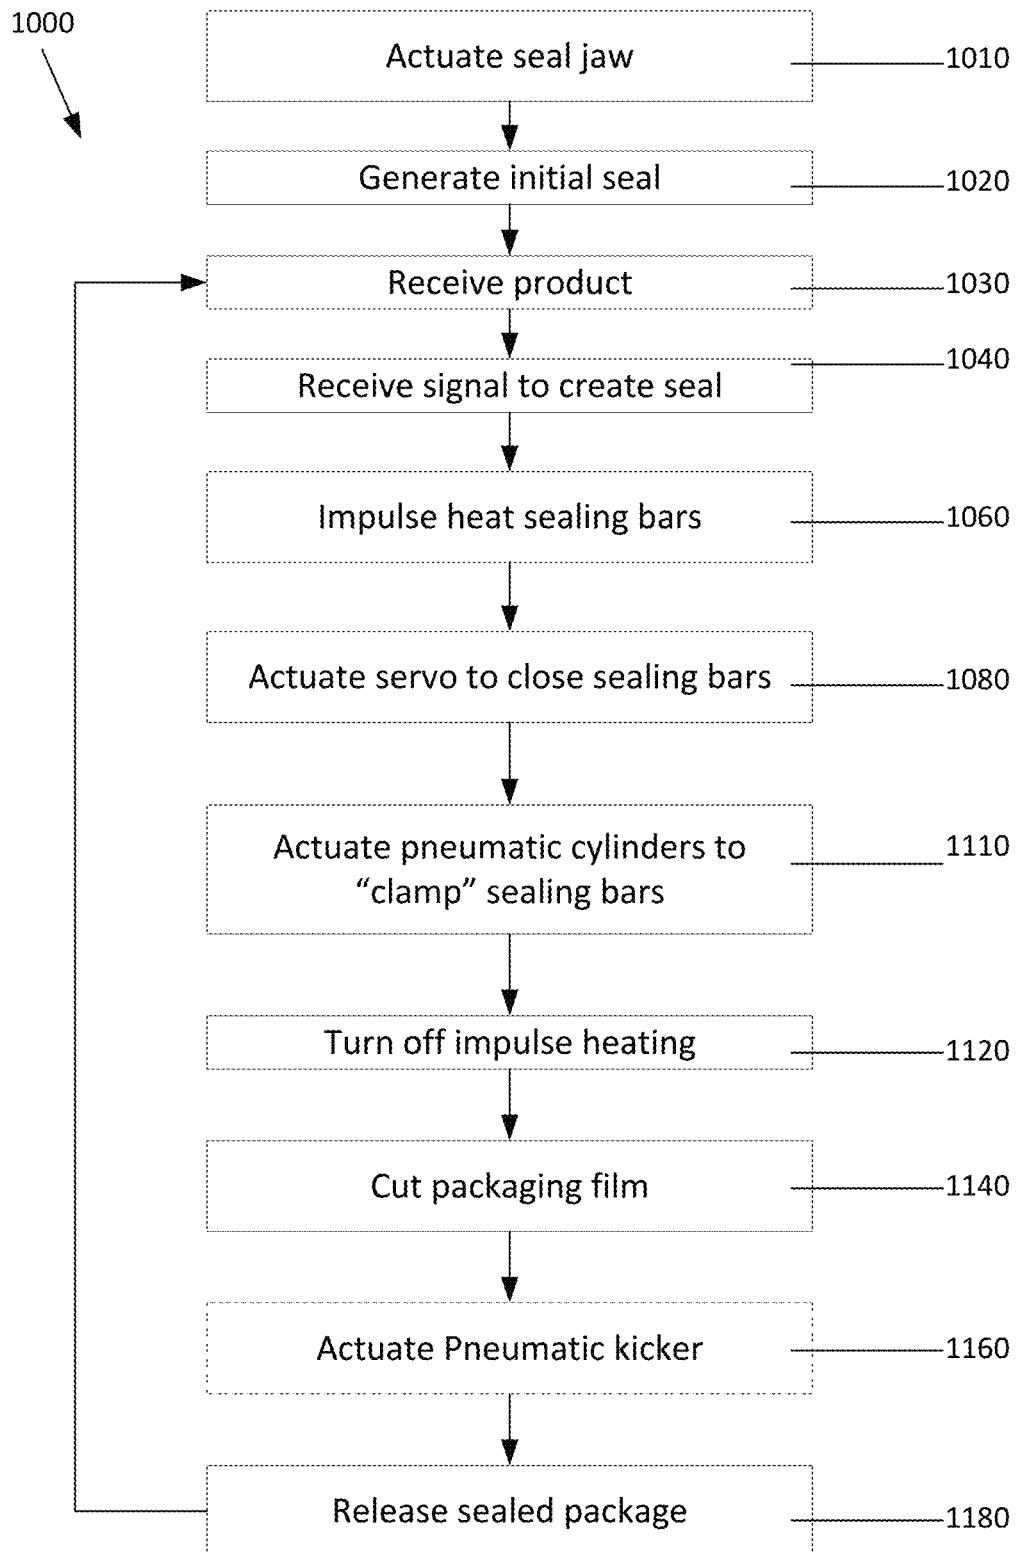 1000
Actuate seal jaw
1010
Generate initial seal
1020
Receive product
1030
Receive signal to create seal
1040
Impulse heat sealing bars
1060
Actuate servo to close sealing bars
1080
Actuate pneumatic cylinders to
“clamp” sealing bars
1110
Turn off impulse heating
1120
Cut packaging film
1140
Actuate Pneumatic kicker
1160
Release sealed package
1180